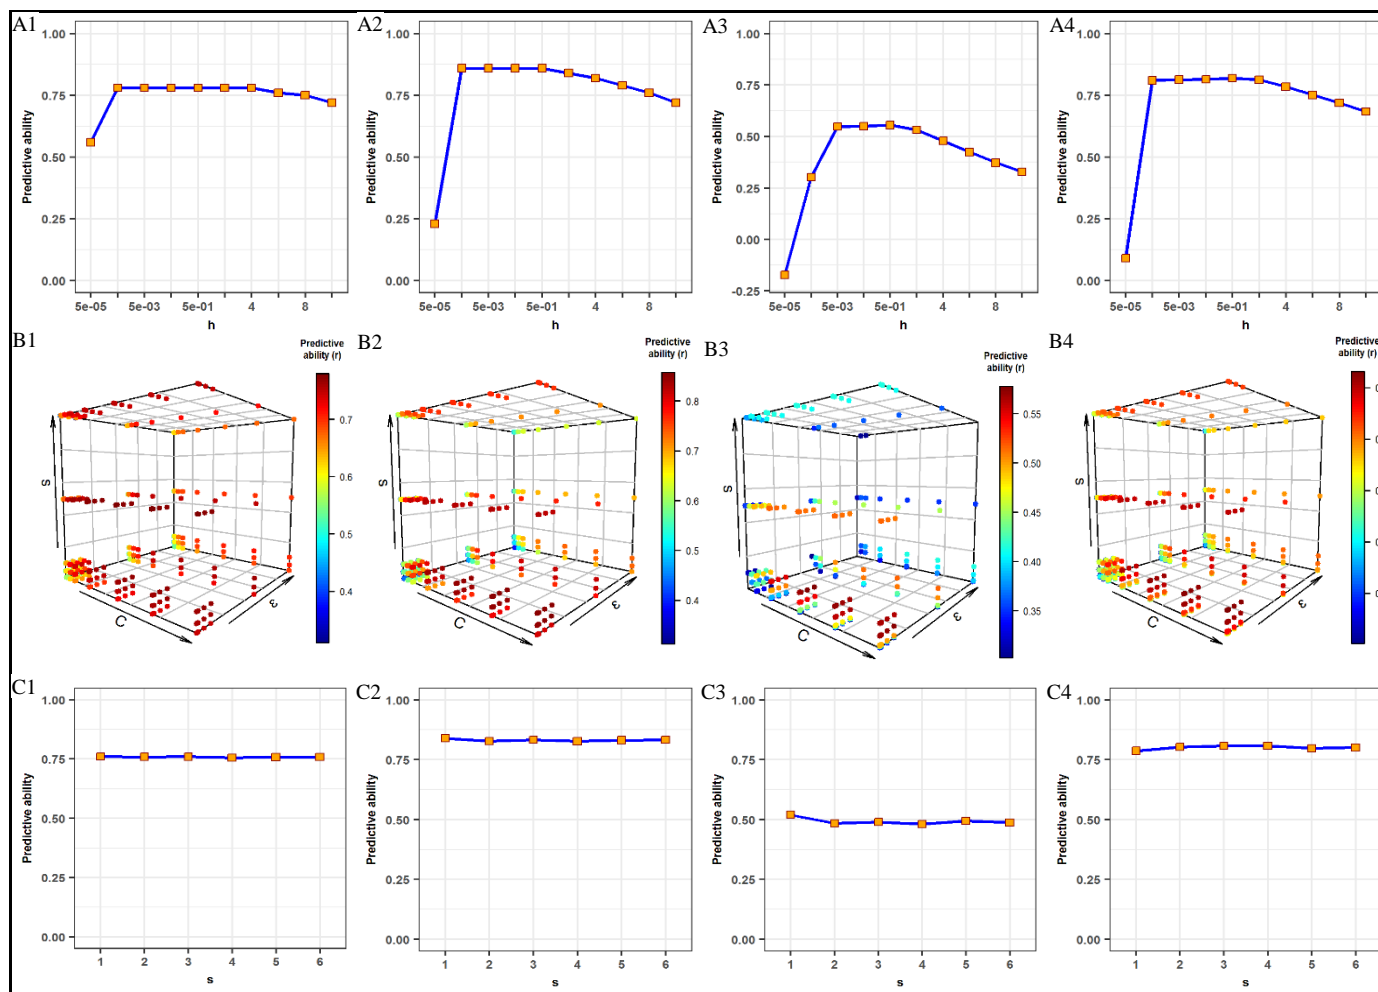 A1
1.00
0.75
0.50
0.25
0.00
Predictive ability
5e-05 5e-03 5e-01 4 8
h
A2
1.00
0.75
0.50
0.25
0.00
Predictive ability
5e-05 5e-03 5e-01 4 8
h
A3
1.00
0.75
0.50
0.25
0.00
-0.25
Predictive ability
5e-05 5e-03 5e-01 4 8
h
A4
1.00
0.75
0.50
0.25
0.00
Predictive ability
5e-05 5e-03 5e-01 4 8
h
B1
Predictive
ability (r)
0.7
0.6
0.5
0.4
S
C
ε
B2
Predictive
ability (r)
0.8
0.7
0.6
0.5
0.4
S
C
ε
B3
Predictive
ability (r)
0.55
0.50
0.45
0.40
0.35
S
C
ε
B4
Predictive
ability (r)
0.
0.
0.
0.
0.
S
C
ε
C1
1.00
0.75
0.50
0.25
0.00
Predictive ability
1 2 3 4 5 6
s
C2
1.00
0.75
0.50
0.25
0.00
Predictive ability
1 2 3 4 5 6
s
C3
1.00
0.75
0.50
0.25
0.00
Predictive ability
1 2 3 4 5 6
s
C4
1.00
0.75
0.50
0.25
0.00
Predictive ability
1 2 3 4 5 6
s